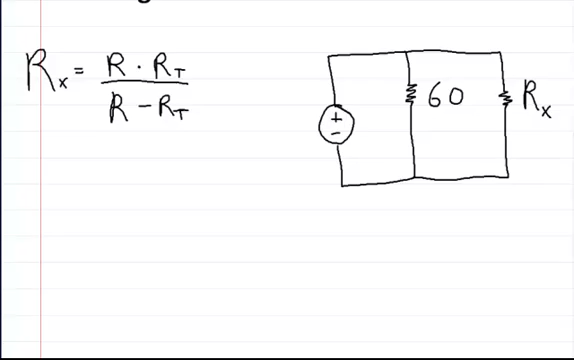 Rx = R · RT / R - RT
+
-
60
Rx